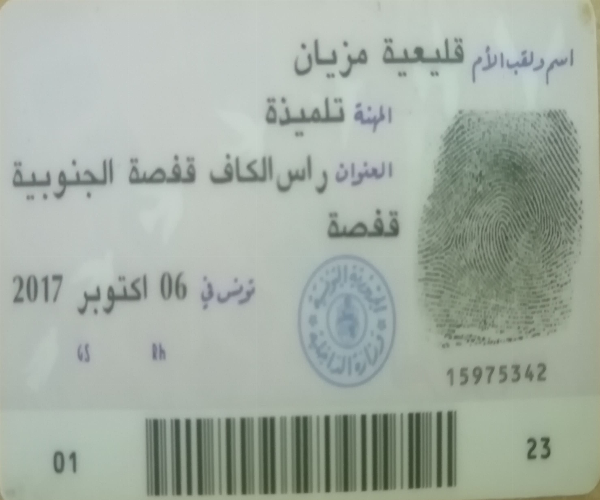 اسم ولقب الأم قليعية مزيان
المهنة تلميذة
العنوان راس الكاف قفصة الجنوبية
قفصة
تونس في 06 اكتوبر 2017
GS Rh
الجمهورية التونسية
وزارة الداخلية
15975342
01 23